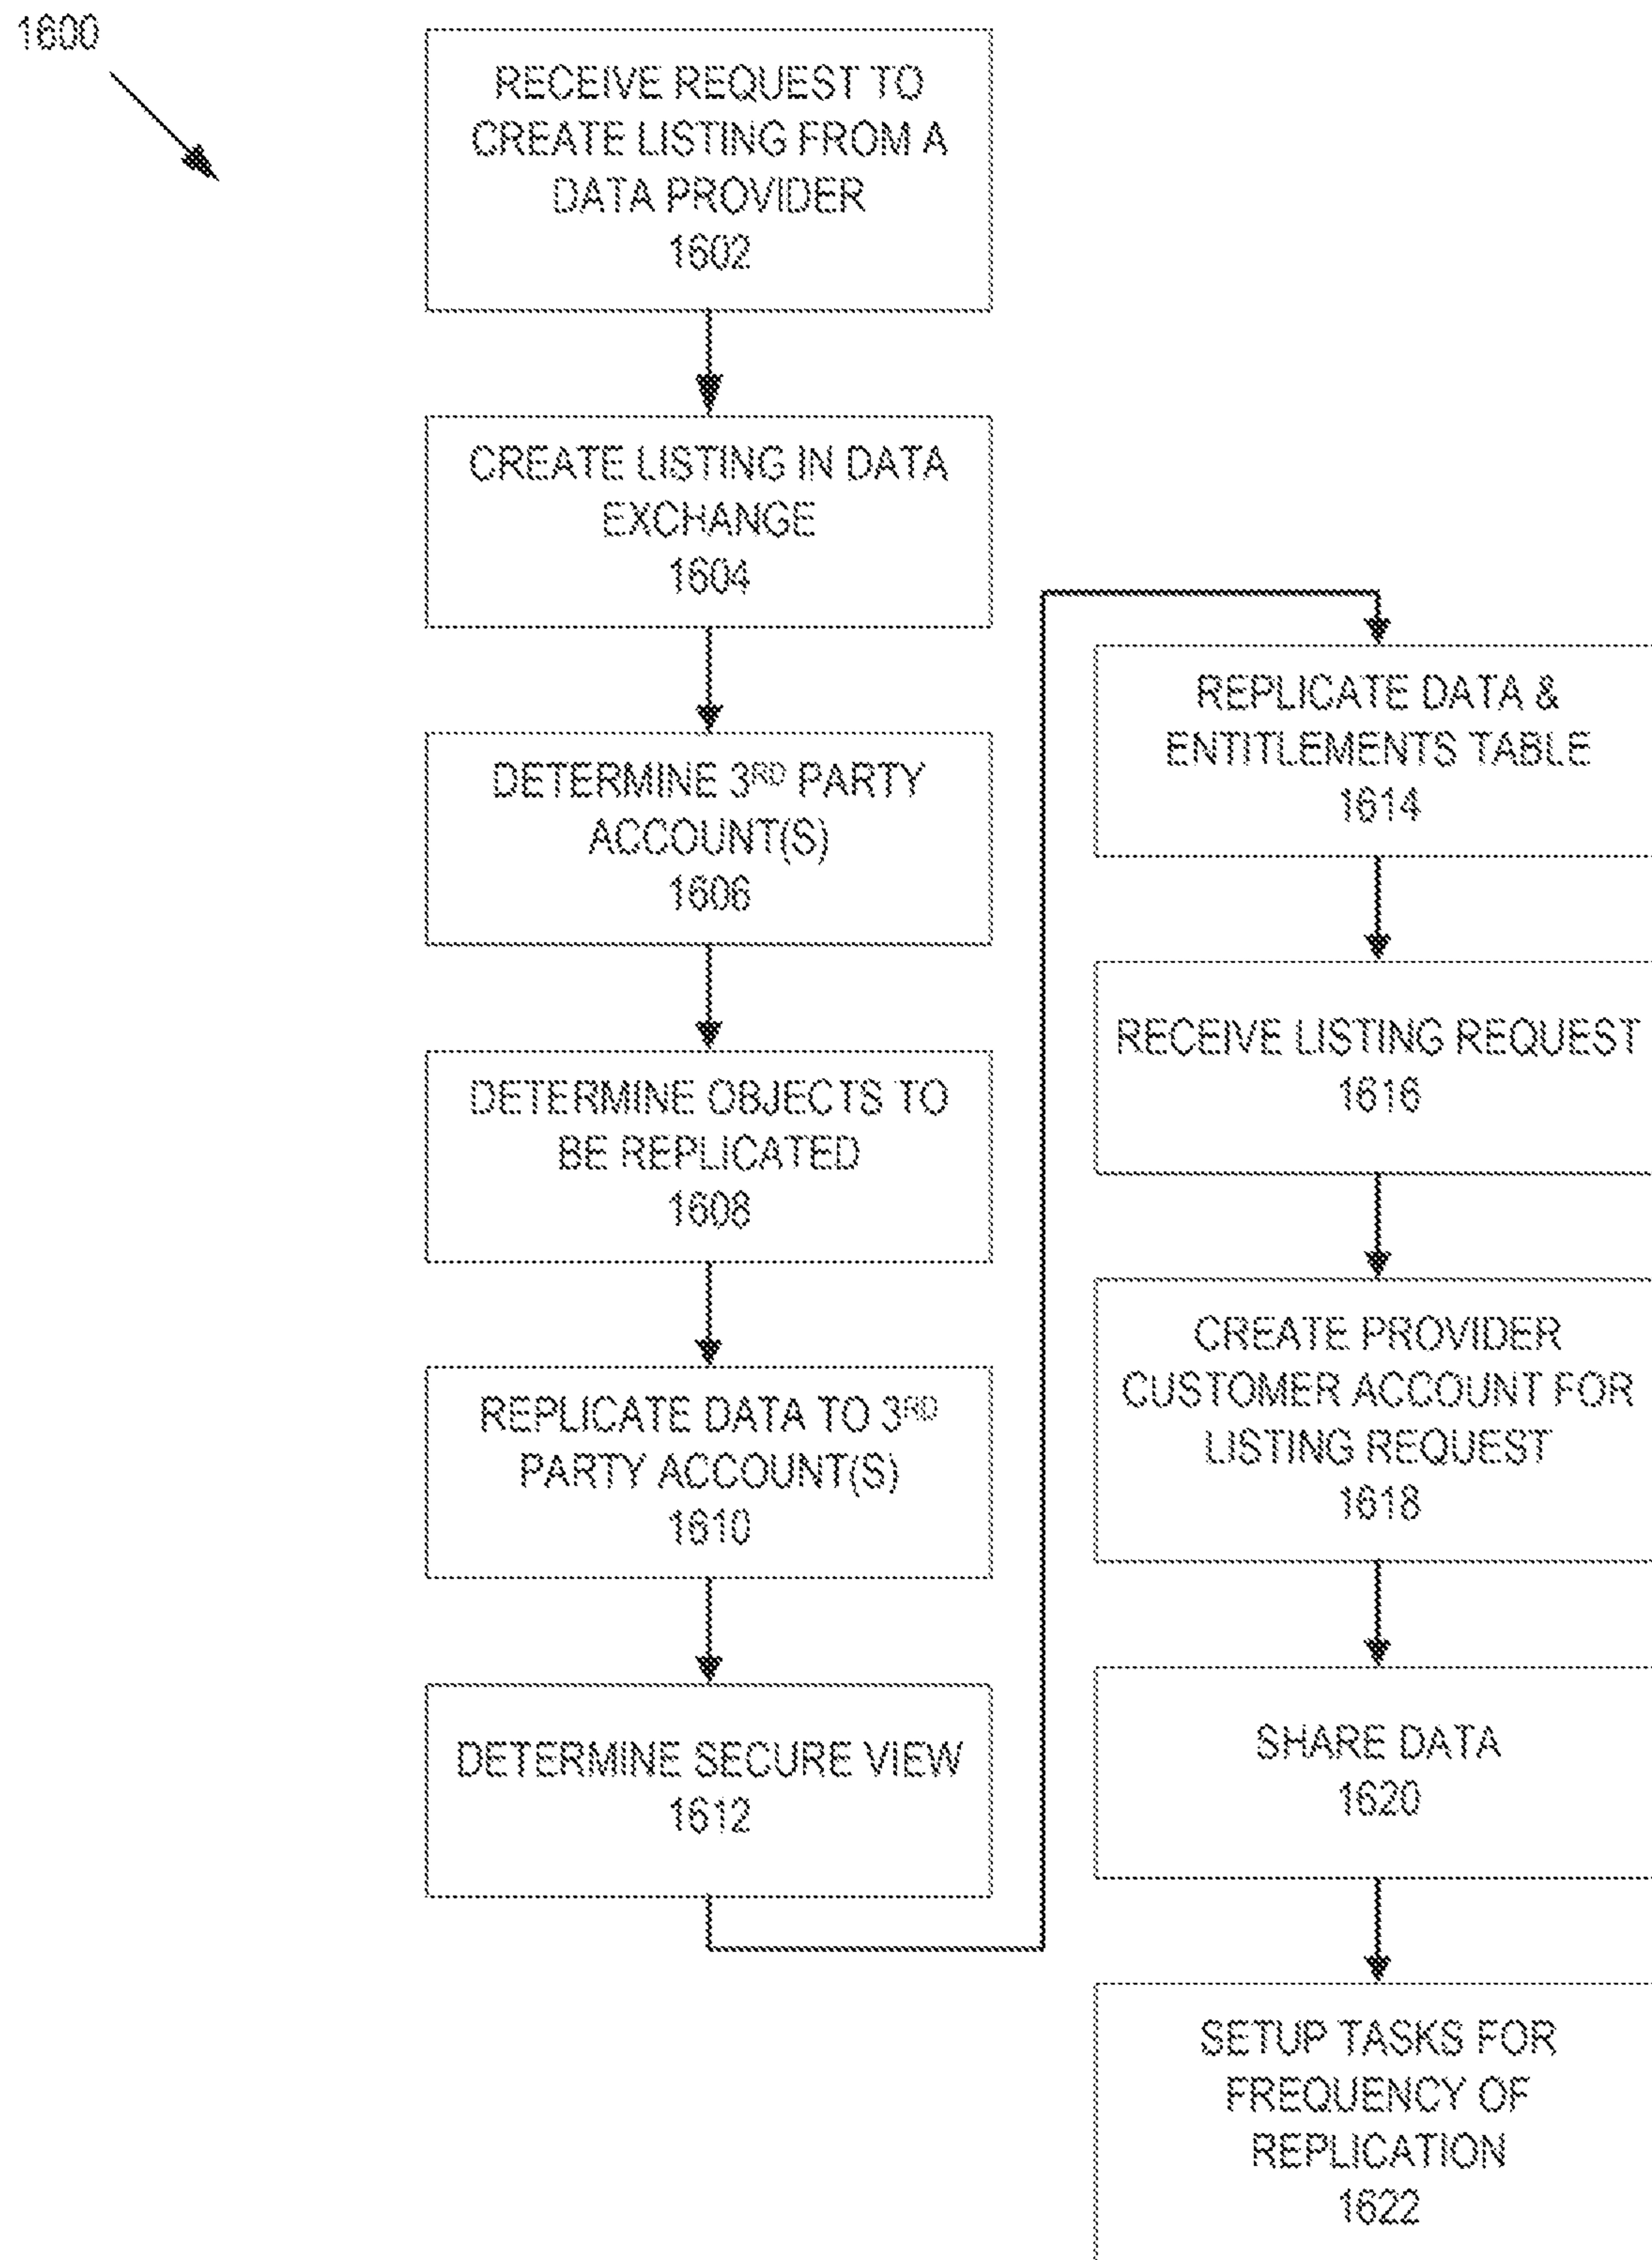 1600
RECEIVE REQUEST TO
CREATE LISTING FROM A
DATA PROVIDER
1602
CREATE LISTING IN DATA
EXCHANGE
1604
DETERMINE 3RD PARTY
ACCOUNT(S)
1606
DETERMINE OBJECTS TO
BE REPLICATED
1608
REPLICATE DATA TO 3RD
PARTY ACCOUNT(S)
1610
DETERMINE SECURE VIEW
1612
REPLICATE DATA &
ENTITLEMENTS TABLE
1614
RECEIVE LISTING REQUEST
1616
CREATE PROVIDER
CUSTOMER ACCOUNT FOR
LISTING REQUEST
1618
SHARE DATA
1620
SETUP TASKS FOR
FREQUENCY OF
REPLICATION
1622